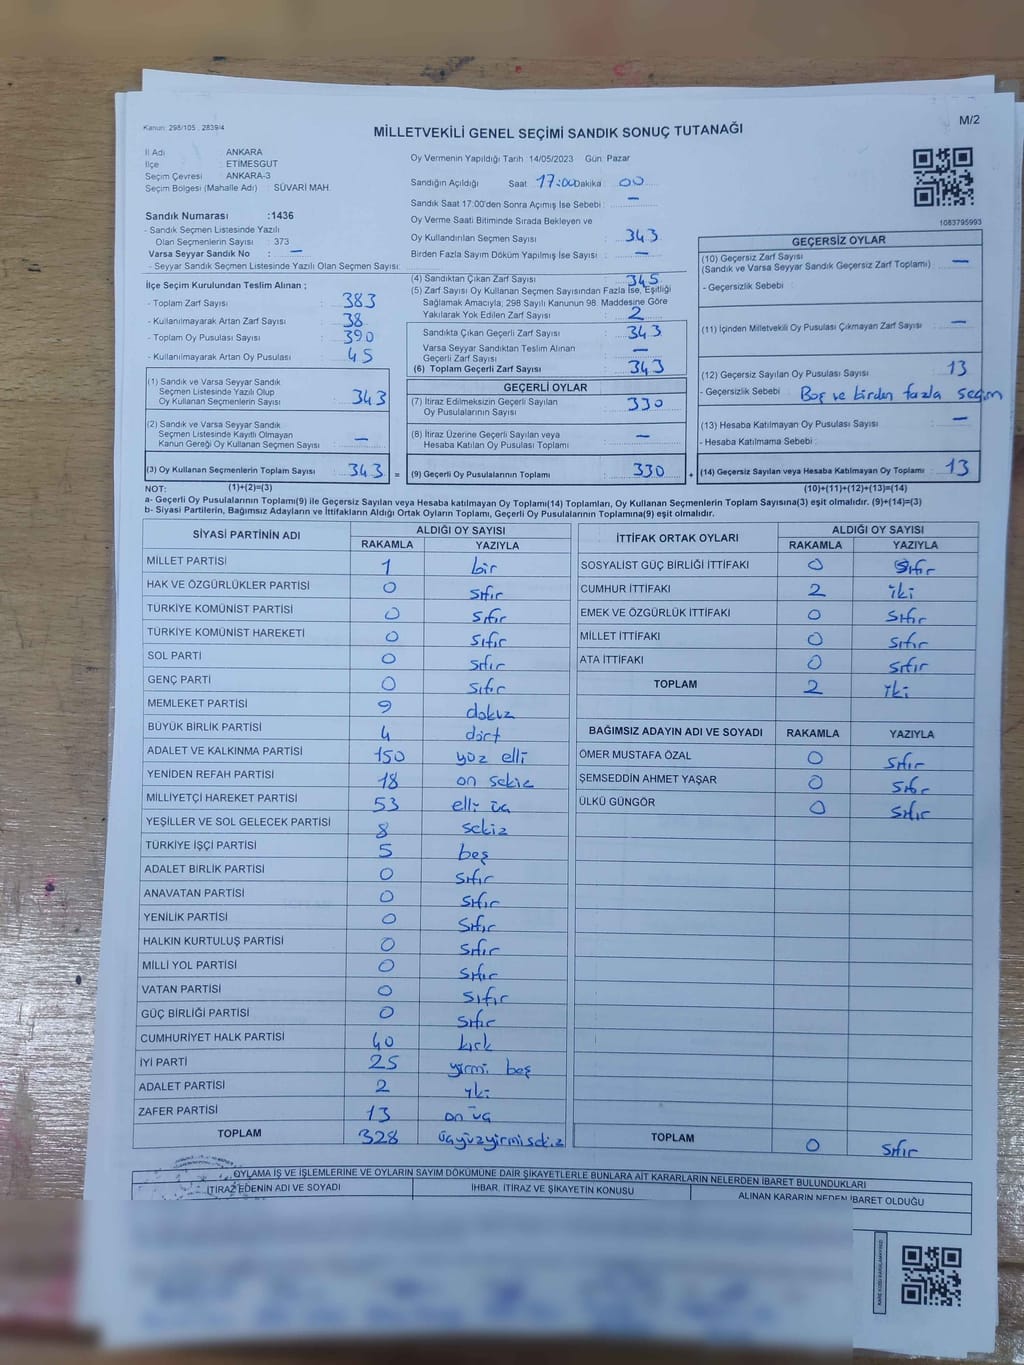 Kanun: 298/105 , 2839/4
MİLLETVEKİLİ GENEL SEÇİMİ SANDIK SONUÇ TUTANAĞI
M/2
İl Adı ANKARA
İlçe : ETİMESGUT
Seçim Çevresi : ANKARA-3
Seçim Bölgesi (Mahalle Adı) : SÜVARİ MAH.
Sandık Numarası :1436
- Sandık Seçmen Listesinde Yazılı
Olan Seçmenlerin Sayısı : 373
Varsa Seyyar Sandık No : —
- Seyyar Sandık Seçmen Listesinde Yazılı Olan Seçmen Sayısı:
Oy Vermenin Yapıldığı Tarih : 14/05/2023 Gün: Pazar
Sandığın Açıldığı Saat 17:00 Dakika 00
Sandık Saat 17:00'den Sonra Açımış İse Sebebi : —
Oy Verme Saati Bitiminde Sırada Bekleyen ve
Oy Kullandırılan Seçmen Sayısı : 343
Birden Fazla Sayım Döküm Yapılmış İse Sayısı : —
1083795993
İlçe Seçim Kurulundan Teslim Alınan ;
- Toplam Zarf Sayısı : 383
- Kullanılmayarak Artan Zarf Sayısı : 38
- Toplam Oy Pusulası Sayısı : 390
- Kullanılmayarak Artan Oy Pusulası : 45
(4) Sandıktan Çıkan Zarf Sayısı : 345
(5) Zarf Sayısı Oy Kullanan Seçmen Sayısından Fazla İse, Eşitliği
Sağlamak Amacıyla; 298 Sayılı Kanunun 98. Maddesine Göre
Yakılarak Yok Edilen Zarf Sayısı : 2
Sandıkta Çıkan Geçerli Zarf Sayısı : 343
Varsa Seyyar Sandıktan Teslim Alınan
Geçerli Zarf Sayısı : —
(6) Toplam Geçerli Zarf Sayısı : 343
GEÇERSİZ OYLAR
(10) Geçersiz Zarf Sayısı —
(Sandık ve Varsa Seyyar Sandık Geçersiz Zarf Toplamı) :
- Geçersizlik Sebebi :
(11) İçinden Milletvekili Oy Pusulası Çıkmayan Zarf Sayısı : —
(12) Geçersiz Sayılan Oy Pusulası Sayısı : 13
- Geçersizlik Sebebi : Boş ve birden fazla seçim
(13) Hesaba Katılmayan Oy Pusulası Sayısı : —
- Hesaba Katılmama Sebebi :
(14) Geçersiz Sayılan veya Hesaba Katılmayan Oy Toplamı : 13
(10)+(11)+(12)+(13)=(14)
(1) Sandık ve Varsa Seyyar Sandık
Seçmen Listesinde Yazılı Olup
Oy Kullanan Seçmenlerin Sayısı : 343
(2) Sandık ve Varsa Seyyar Sandık
Seçmen Listesinde Kayıtlı Olmayan
Kanun Gereği Oy Kullanan Seçmen Sayısı : —
(3) Oy Kullanan Seçmenlerin Toplam Sayısı : 343 =
(1)+(2)=(3)
GEÇERLİ OYLAR
(7) İtiraz Edilmeksizin Geçerli Sayılan
Oy Pusulalarının Sayısı : 330
(8) İtiraz Üzerine Geçerli Sayılan veya
Hesaba Katılan Oy Pusulası Toplamı : —
(9) Geçerli Oy Pusulalarının Toplamı : 330 +
NOT:
a- Geçerli Oy Pusulalarının Toplamı(9) ile Geçersiz Sayılan veya Hesaba katılmayan Oy Toplamı(14) Toplamları, Oy Kullanan Seçmenlerin Toplam Sayısına(3) eşit olmalıdır. (9)+(14)=(3)
b- Siyasi Partilerin, Bağımsız Adayların ve İttifakların Aldığı Ortak Oyların Toplamı, Geçerli Oy Pusulalarının Toplamına(9) eşit olmalıdır.
SİYASİ PARTİNİN ADI ALDIĞI OY SAYISI
RAKAMLA YAZIYLA
MİLLET PARTİSİ 1 bir
HAK VE ÖZGÜRLÜKLER PARTİSİ 0 sıfır
TÜRKİYE KOMÜNİST PARTİSİ 0 sıfır
TÜRKİYE KOMÜNİST HAREKETİ 0 sıfır
SOL PARTİ 0 sıfır
GENÇ PARTİ 0 sıfır
MEMLEKET PARTİSİ 9 dokuz
BÜYÜK BİRLİK PARTİSİ 4 dört
ADALET VE KALKINMA PARTİSİ 150 yüz elli
YENİDEN REFAH PARTİSİ 18 on sekiz
MİLLİYETÇİ HAREKET PARTİSİ 53 elli üç
YEŞİLLER VE SOL GELECEK PARTİSİ 8 sekiz
TÜRKİYE İŞÇİ PARTİSİ 5 beş
ADALET BİRLİK PARTİSİ 0 sıfır
ANAVATAN PARTİSİ 0 sıfır
YENİLİK PARTİSİ 0 sıfır
HALKIN KURTULUŞ PARTİSİ 0 sıfır
MİLLİ YOL PARTİSİ 0 sıfır
VATAN PARTİSİ 0 sıfır
GÜÇ BİRLİĞİ PARTİSİ 0 sıfır
CUMHURİYET HALK PARTİSİ 40 kırk
İYİ PARTİ 25 yirmi beş
ADALET PARTİSİ 2 iki
ZAFER PARTİSİ 13 on üç
TOPLAM 328 üçyüzyirmisekiz
İTTİFAK ORTAK OYLARI ALDIĞI OY SAYISI
RAKAMLA YAZIYLA
SOSYALİST GÜÇ BİRLİĞİ İTTİFAKI 0 sıfır
CUMHUR İTTİFAKI 2 iki
EMEK VE ÖZGÜRLÜK İTTİFAKI 0 sıfır
MİLLET İTTİFAKI 0 sıfır
ATA İTTİFAKI 0 sıfır
TOPLAM 2 iki
BAĞIMSIZ ADAYIN ADI VE SOYADI RAKAMLA YAZIYLA
ÖMER MUSTAFA ÖZAL 0 sıfır
ŞEMSEDDİN AHMET YAŞAR 0 sıfır
ÜLKÜ GÜNGÖR 0 sıfır
TOPLAM 0 sıfır
OYLAMA İŞ VE İŞLEMLERİNE VE OYLARIN SAYIM DÖKÜMÜNE DAİR ŞİKAYETLERLE BUNLARA AİT KARARLARIN NELERDEN İBARET BULUNDUKLARI
İTİRAZ EDENİN ADI VE SOYADI İHBAR, İTİRAZ VE ŞİKAYETİN KONUSU ALINAN KARARIN NEDEN İBARET OLDUĞU